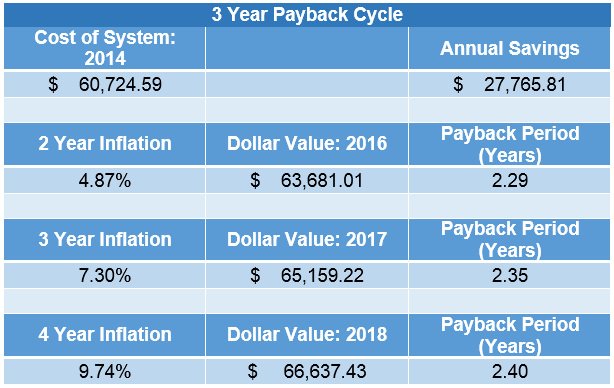 3 Year Payback Cycle
Cost of System: 2014 Annual Savings
$ 60,724.59 $ 27,765.81
2 Year Inflation Dollar Value: 2016 Payback Period (Years)
4.87% $ 63,681.01 2.29
3 Year Inflation Dollar Value: 2017 Payback Period (Years)
7.30% $ 65,159.22 2.35
4 Year Inflation Dollar Value: 2018 Payback Period (Years)
9.74% $ 66,637.43 2.40